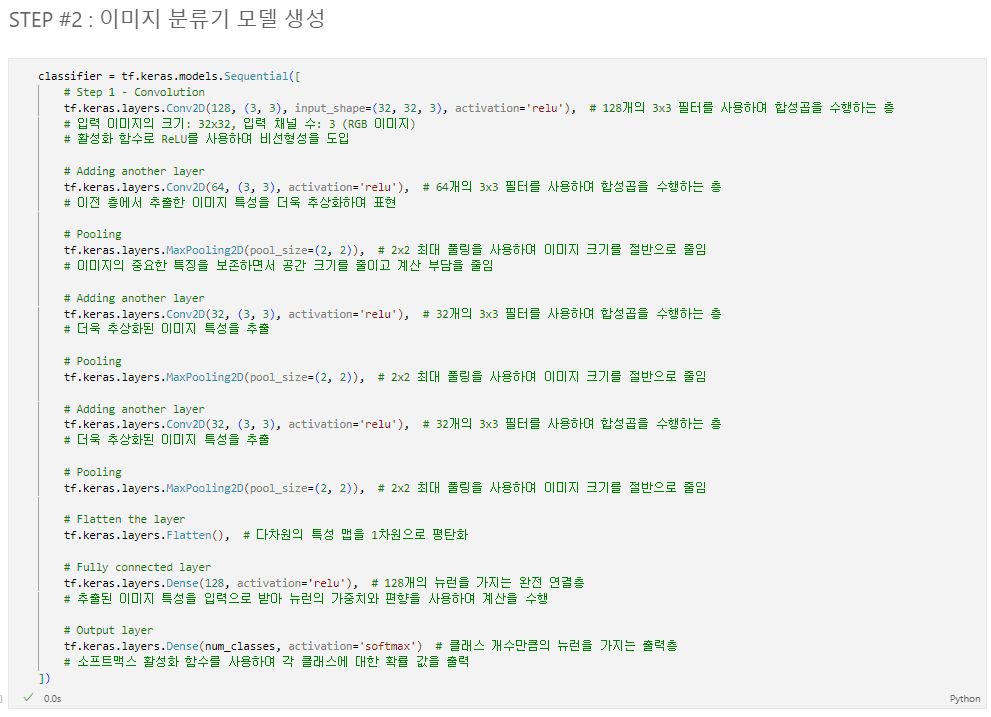 STEP #2 : 이미지 분류기 모델 생성
classifier = tf.keras.models.Sequential([
# Step 1 - Convolution
tf.keras.layers.Conv2D(128, (3, 3), input_shape=(32, 32, 3), activation='relu'),  # 128개의 3x3 필터를 사용하여 합성곱을 수행하는 층
# 입력 이미지의 크기: 32x32, 입력 채널 수: 3 (RGB 이미지)
# 활성화 함수로 ReLU를 사용하여 비선형성을 도입
# Adding another layer
tf.keras.layers.Conv2D(64, (3, 3), activation='relu'),  # 64개의 3x3 필터를 사용하여 합성곱을 수행하는 층
# 이전 층에서 추출한 이미지 특성을 더욱 추상화하여 표현
# Pooling
tf.keras.layers.MaxPooling2D(pool_size=(2, 2)),  # 2x2 최대 풀링을 사용하여 이미지 크기를 절반으로 줄임
# 이미지의 중요한 특징을 보존하면서 공간 크기를 줄이고 계산 부담을 줄임
# Adding another layer
tf.keras.layers.Conv2D(32, (3, 3), activation='relu'),  # 32개의 3x3 필터를 사용하여 합성곱을 수행하는 층
# 더욱 추상화된 이미지 특성을 추출
# Pooling
tf.keras.layers.MaxPooling2D(pool_size=(2, 2)),  # 2x2 최대 풀링을 사용하여 이미지 크기를 절반으로 줄임
# Adding another layer
tf.keras.layers.Conv2D(32, (3, 3), activation='relu'),  # 32개의 3x3 필터를 사용하여 합성곱을 수행하는 층
# 더욱 추상화된 이미지 특성을 추출
# Pooling
tf.keras.layers.MaxPooling2D(pool_size=(2, 2)),  # 2x2 최대 풀링을 사용하여 이미지 크기를 절반으로 줄임
# Flatten the layer
tf.keras.layers.Flatten(),  # 다차원의 특성 맵을 1차원으로 평탄화
# Fully connected layer
tf.keras.layers.Dense(128, activation='relu'),  # 128개의 뉴런을 가지는 완전 연결층
# 추출된 이미지 특성을 입력으로 받아 뉴런의 가중치와 편향을 사용하여 계산을 수행
# Output layer
tf.keras.layers.Dense(num_classes, activation='softmax')  # 클래스 개수만큼의 뉴런을 가지는 출력층
# 소프트맥스 활성화 함수를 사용하여 각 클래스에 대한 확률 값을 출력
])
0.0s
Python